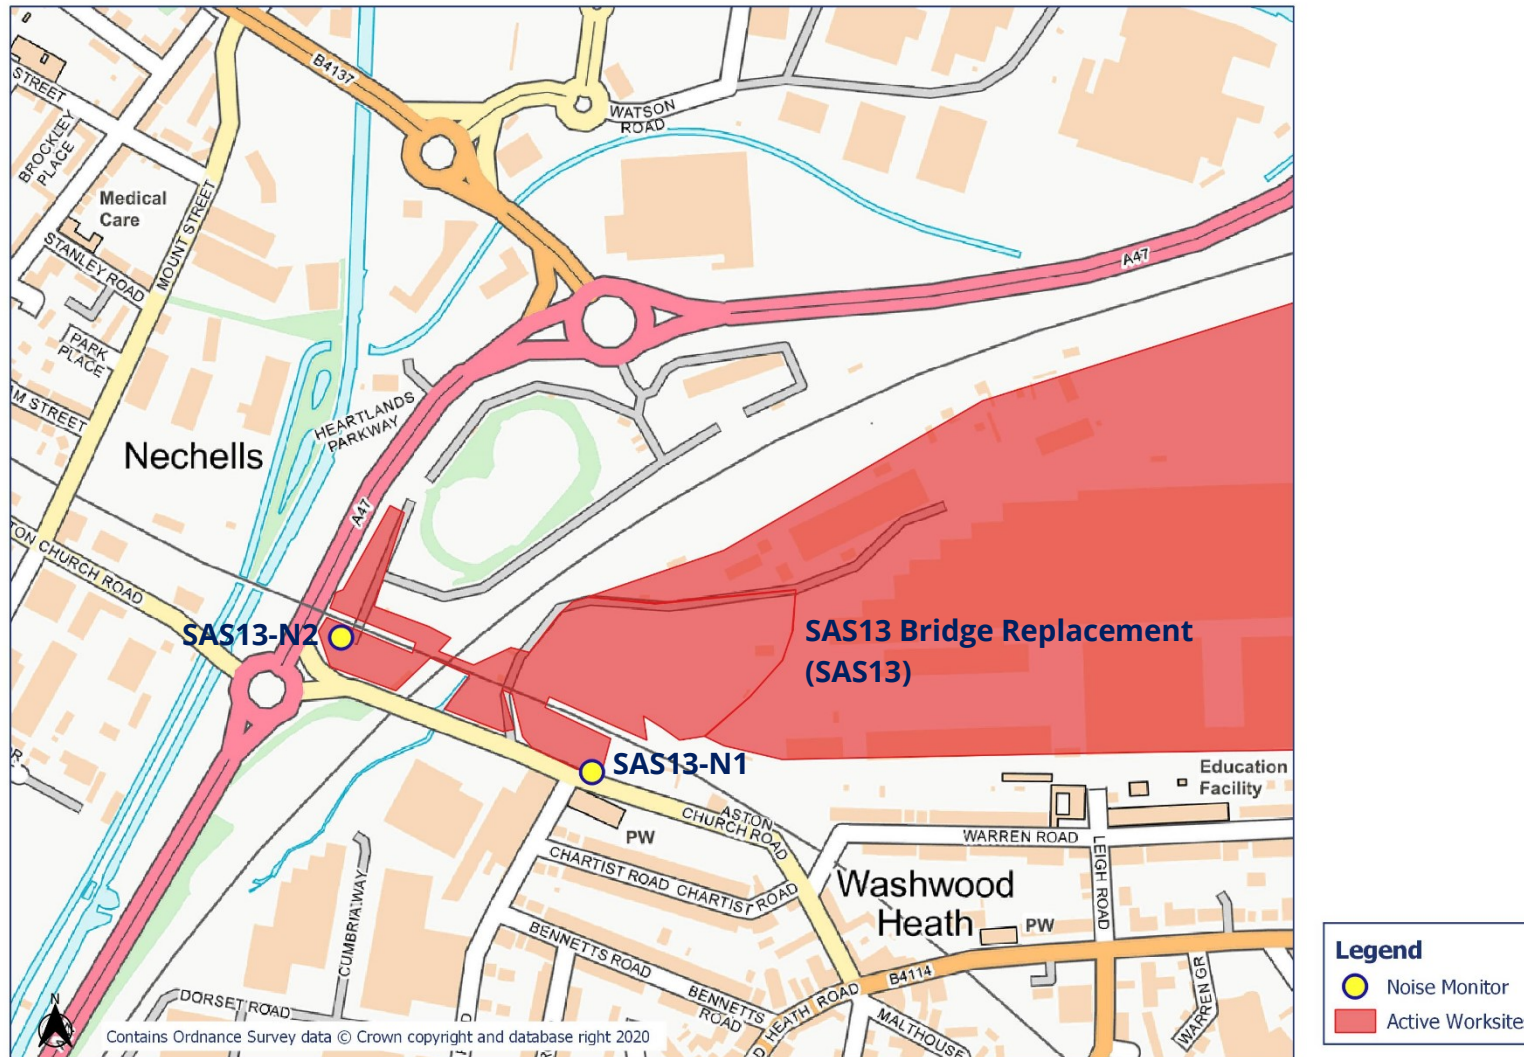 B4137
WATSON
ROAD
STREET
BROCKLEY
PLACE
Medical
Care
MOUNT STREET
STANLEY ROAD
A47
PARK
PLACE
M STREET
HEARTLANDS
PARKWAY
Nechells
A47
TON CHURCH ROAD
SAS13-N2
SAS13 Bridge Replacement
(SAS13)
SAS13-N1
Education
Facility
PW
ASTON
CHURCH ROAD
WARREN ROAD
LEIGH ROAD
CHARTIST ROAD
CHARTIST ROAD
Washwood
Heath
PW
CUMBRIA WAY
BENNETTS ROAD
BENNETTS
ROAD
B4114
HEATH ROAD
DORSET ROAD
MALTHOUSE
WARREN GR
N
Contains Ordnance Survey data © Crown copyright and database right 2020
Legend
Noise Monitor
Active Worksites